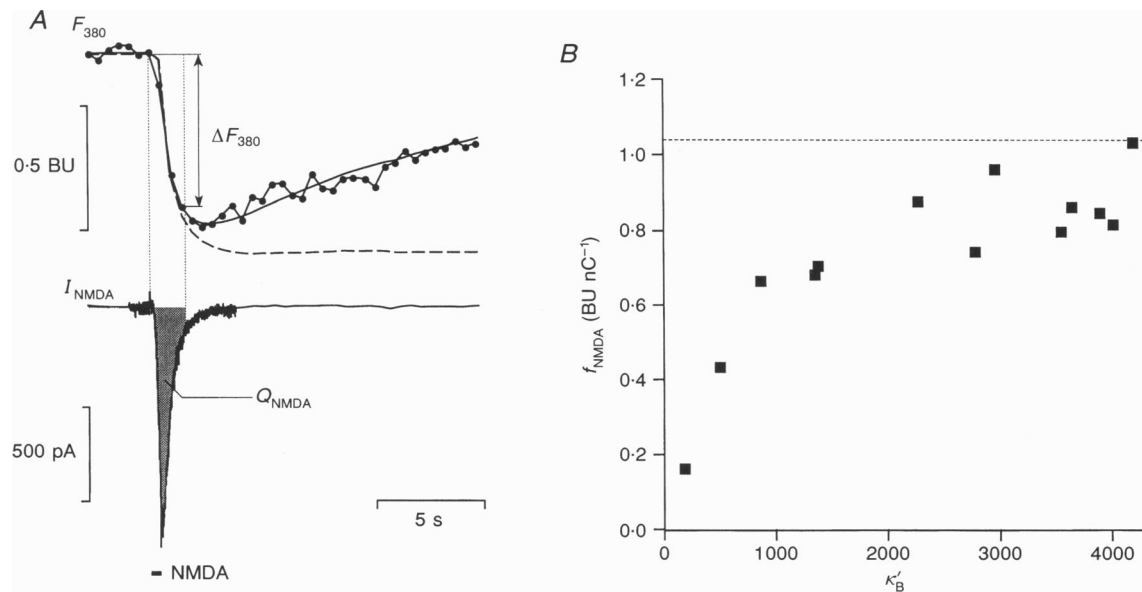 A
F380
ΔF380
0·5 BU
INMDA
QNMDA
500 pA
5 s
NMDA
B
1·2
1·0
0·8
0·6
0·4
0·2
0·0
fNMDA (BU nC−1)
0 1000 2000 3000 4000
κ′B